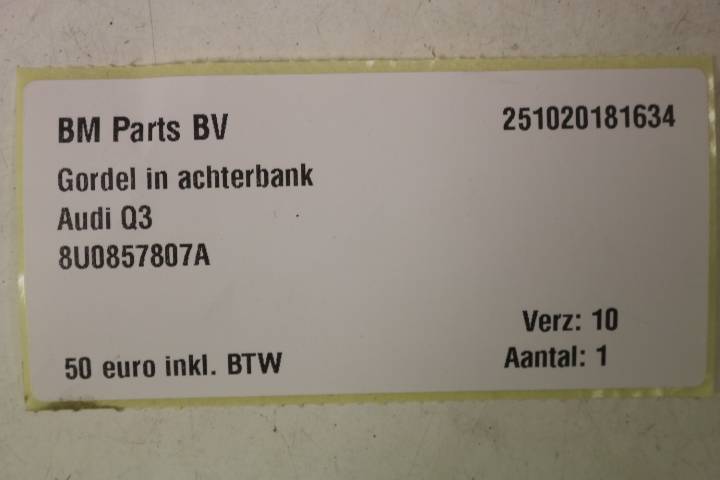 BM Parts BV 251020181634
Gordel in achterbank
Audi Q3
8U0857807A
Verz: 10
50 euro inkl. BTW Aantal: 1